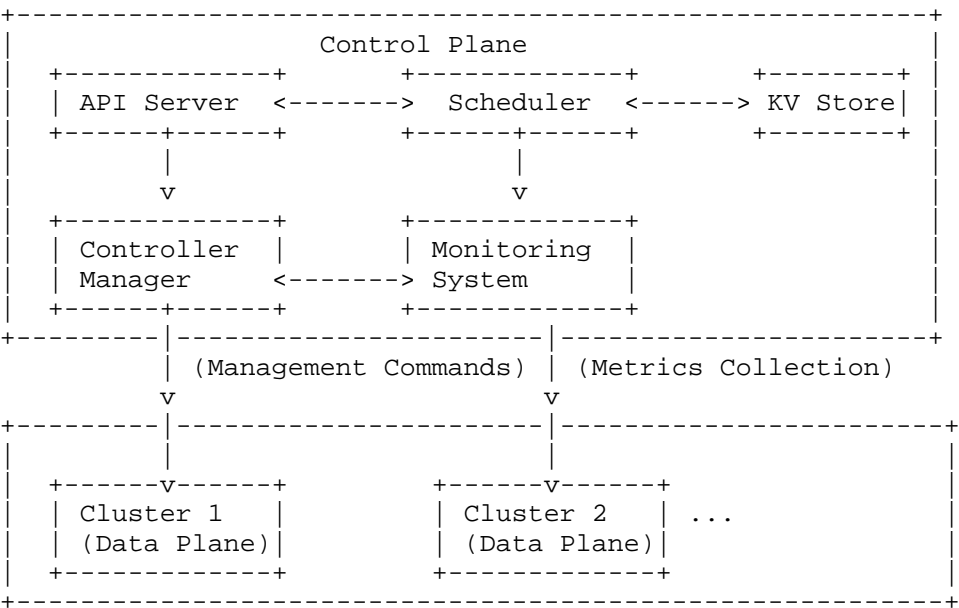 Control Plane
API Server <-------> Scheduler <------> KV Store
Controller Monitoring
Manager <-------> System
(Management Commands) (Metrics Collection)
Cluster 1 Cluster 2 ...
(Data Plane) (Data Plane)